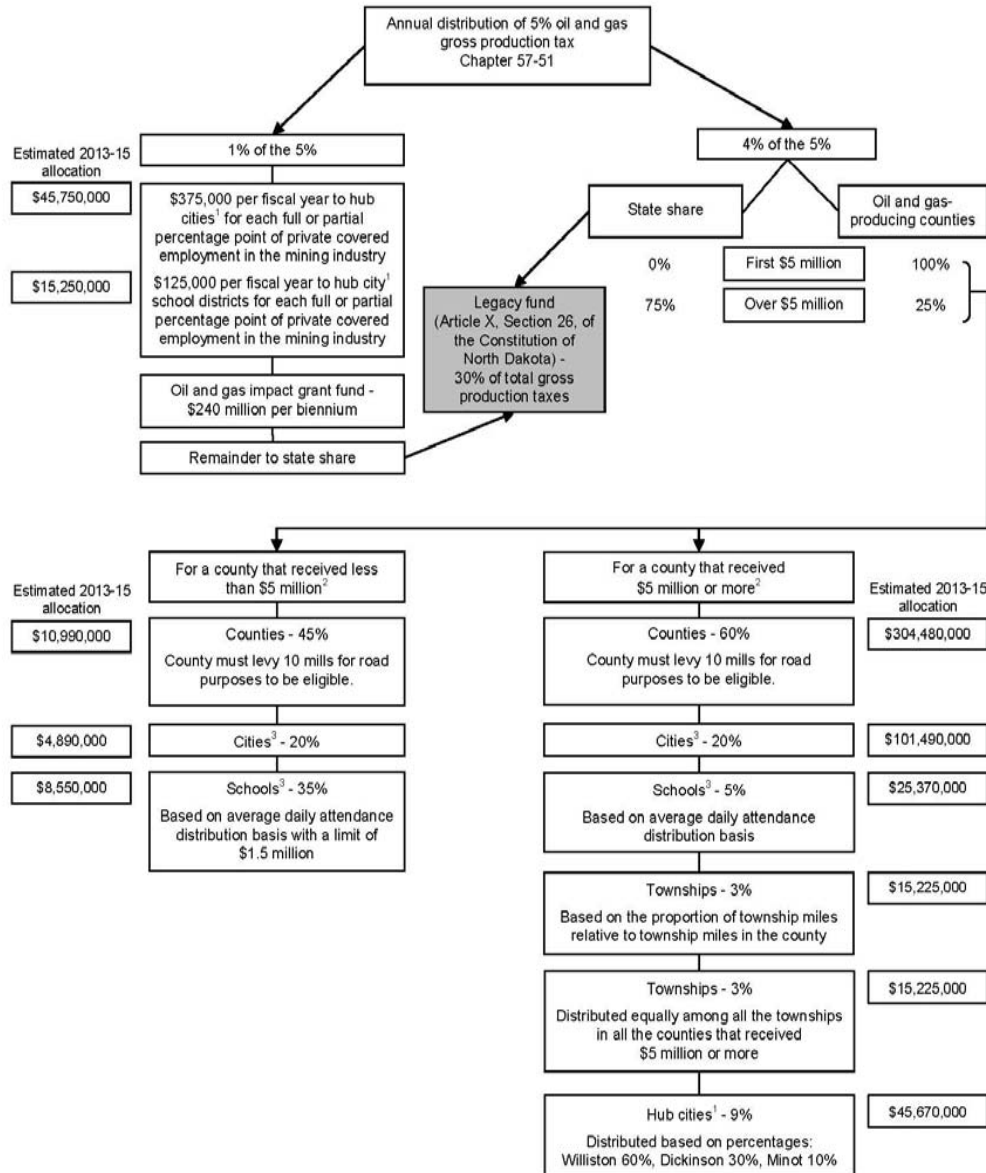 Annual distribution of 5% oil and gas
gross production tax
Chapter 57-51
Estimated 2013-15
allocation
1% of the 5%
4% of the 5%
$45,750,000
$375,000 per fiscal year to hub
cities¹ for each full or partial
percentage point of private covered
employment in the mining industry
$15,250,000
$125,000 per fiscal year to hub city¹
school districts for each full or partial
percentage point of private covered
employment in the mining industry
Oil and gas impact grant fund -
$240 million per biennium
Remainder to state share
State share
Oil and gas-
producing counties
0%
First $5 million
100%
75%
Over $5 million
25%
Legacy fund
(Article X, Section 26, of
the Constitution of
North Dakota) -
30% of total gross
production taxes
Estimated 2013-15
allocation
For a county that received less
than $5 million²
$10,990,000
Counties - 45%
County must levy 10 mills for road
purposes to be eligible.
$4,890,000
Cities³ - 20%
$8,550,000
Schools³ - 35%
Based on average daily attendance
distribution basis with a limit of
$1.5 million
For a county that received
$5 million or more²
Estimated 2013-15
allocation
Counties - 60%
County must levy 10 mills for road
purposes to be eligible.
$304,480,000
Cities³ - 20%
$101,490,000
Schools³ - 5%
Based on average daily attendance
distribution basis
$25,370,000
Townships - 3%
Based on the proportion of township miles
relative to township miles in the county
$15,225,000
Townships - 3%
Distributed equally among all the townships
in all the counties that received
$5 million or more
$15,225,000
Hub cities¹ - 9%
Distributed based on percentages:
Williston 60%, Dickinson 30%, Minot 10%
$45,670,000